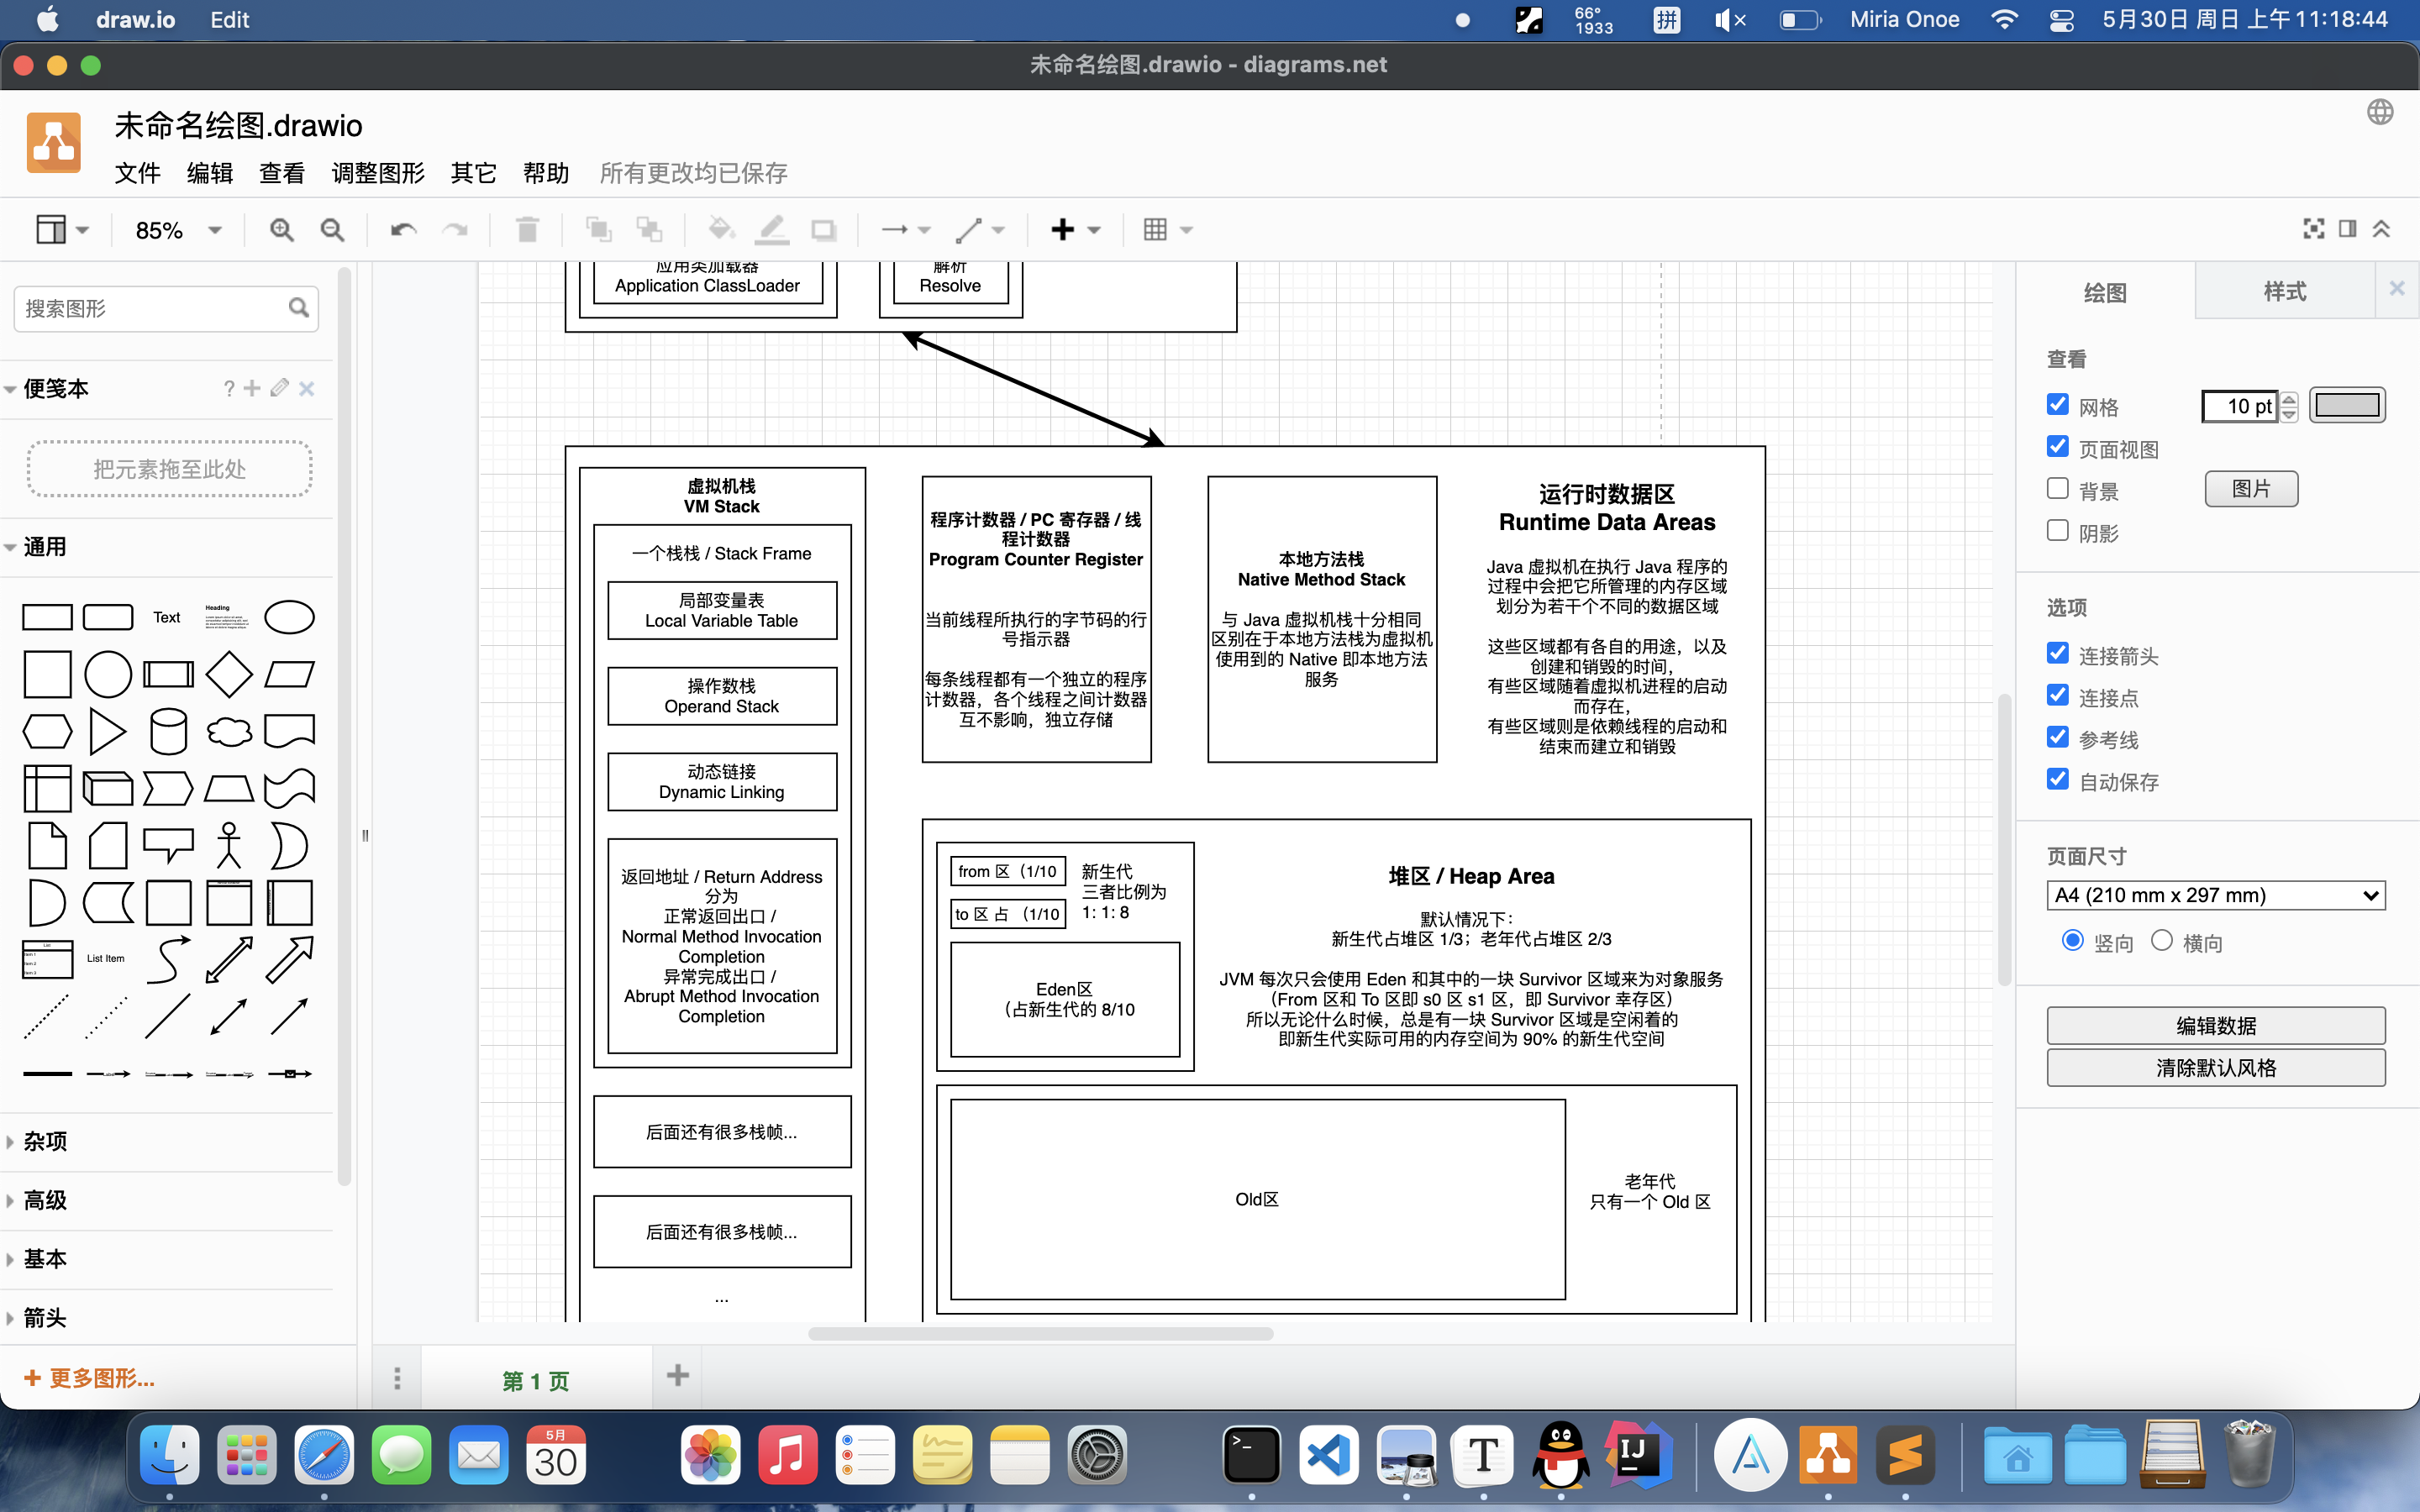 draw.io
Edit
66°
1933
拼
Miria Onoe
5月30日 周日 上午11:18:44
未命名绘图.drawio - diagrams.net
未命名绘图.drawio
文件 编辑 查看 调整图形 其它 帮助 所有更改均已保存
85%
搜索图形
便笺本
?
把元素拖至此处
通用
Text
Heading
List Item
杂项
高级
基本
箭头
+ 更多图形...
应用类加载器
Application ClassLoader
解析
Resolve
虚拟机栈
VM Stack
一个栈栈 / Stack Frame
局部变量表
Local Variable Table
操作数栈
Operand Stack
动态链接
Dynamic Linking
返回地址 / Return Address
分为
正常返回出口 /
Normal Method Invocation
Completion
异常完成出口 /
Abrupt Method Invocation
Completion
后面还有很多栈帧...
后面还有很多栈帧...
...
程序计数器 / PC 寄存器 / 线
程计数器
Program Counter Register
当前线程所执行的字节码的行
号指示器
每条线程都有一个独立的程序
计数器，各个线程之间计数器
互不影响，独立存储
本地方法栈
Native Method Stack
与 Java 虚拟机栈十分相同
区别在于本地方法栈为虚拟机
使用到的 Native 即本地方法
服务
运行时数据区
Runtime Data Areas
Java 虚拟机在执行 Java 程序的
过程中会把它所管理的内存区域
划分为若干个不同的数据区域
这些区域都有各自的用途，以及
创建和销毁的时间，
有些区域随着虚拟机进程的启动
而存在，
有些区域则是依赖线程的启动和
结束而建立和销毁
from 区（1/10
to 区 占 （1/10
新生代
三者比例为
1: 1: 8
Eden区
（占新生代的 8/10
堆区 / Heap Area
默认情况下：
新生代占堆区 1/3；老年代占堆区 2/3
JVM 每次只会使用 Eden 和其中的一块 Survivor 区域来为对象服务
（From 区和 To 区即 s0 区 s1 区，即 Survivor 幸存区）
所以无论什么时候，总是有一块 Survivor 区域是空闲着的
即新生代实际可用的内存空间为 90% 的新生代空间
Old区
老年代
只有一个 Old 区
第 1 页
绘图
样式
查看
网格
10 pt
页面视图
背景
图片
阴影
选项
连接箭头
连接点
参考线
自动保存
页面尺寸
A4 (210 mm x 297 mm)
竖向 横向
编辑数据
清除默认风格
5月
30
>_
T
IJ